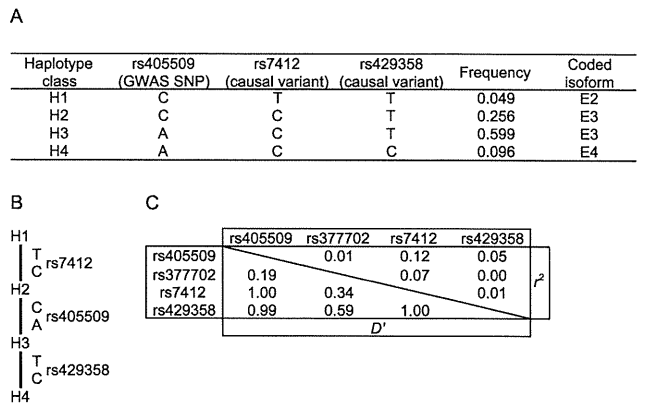 A
Haplotype class rs405509 (GWAS SNP) rs7412 (causal variant) rs429358 (causal variant) Frequency Coded isoform
H1 C T T 0.049 E2
H2 C C T 0.256 E3
H3 A C T 0.599 E3
H4 A C C 0.096 E4
B
H1
T
C rs7412
H2
C
A rs405509
H3
T
C rs429358
H4
C
rs405509 rs377702 rs7412 rs429358
rs405509 0.01 0.12 0.05
rs377702 0.19 0.07 0.00
rs7412 1.00 0.34 0.01
rs429358 0.99 0.59 1.00
r²
D'